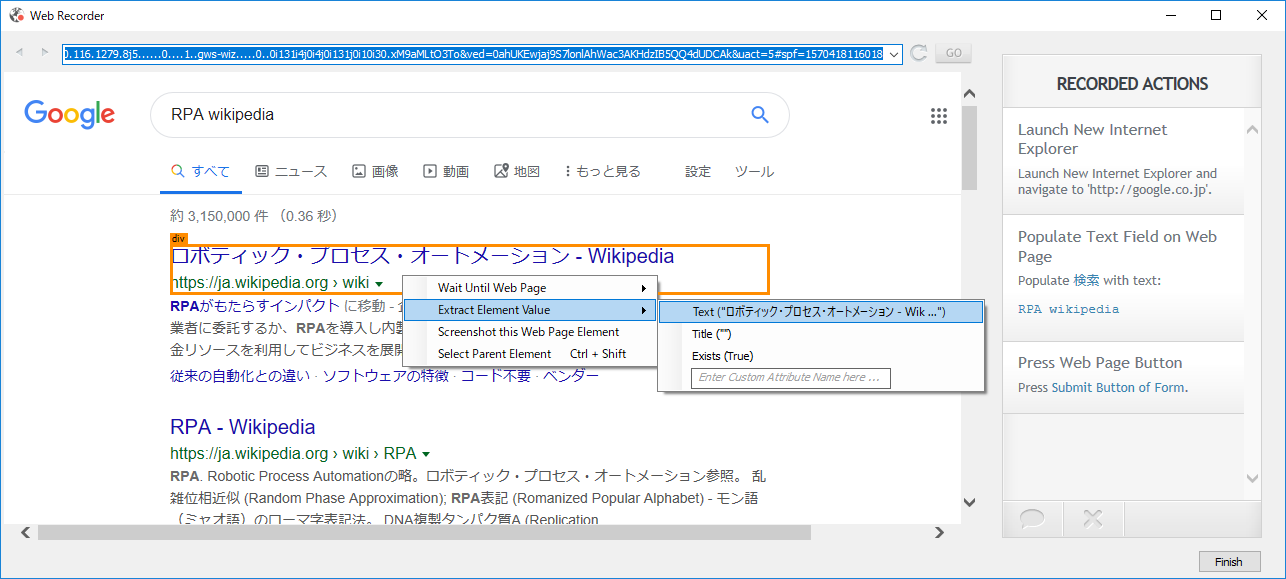 Web Recorder
0.116.1279.8j5......0....1..gws-wiz.....0..0i131i4j0i4j0i131j0i10i30.xM9aMLtO3To&ved=0ahUKEwjaj9S7lonlAhWac3AKHdzIB5QQ4dUDCAk&uact=5#spf=1570418116018
GO
Google
RPA wikipedia
すべて ニュース 画像 動画 地図 もっと見る 設定 ツール
約 3,150,000 件 （0.36 秒）
div
ロボティック・プロセス・オートメーション - Wikipedia
https://ja.wikipedia.org › wiki
RPAがもたらすインパクト に移動 -
業者に委託するか、RPAを導入し内製
金リソースを利用してビジネスを展開
従来の自動化との違い · ソフトウェアの特徴 · コード不要 · ベンダー
Wait Until Web Page
Extract Element Value
Screenshot this Web Page Element
Select Parent Element Ctrl + Shift
Text ("ロボティック・プロセス・オートメーション - Wik ...")
Title ("")
Exists (True)
Enter Custom Attribute Name here ...
RPA - Wikipedia
https://ja.wikipedia.org › wiki › RPA
RPA. Robotic Process Automationの略。ロボティック・プロセス・オートメーション参照。 乱
雑位相近似 (Random Phase Approximation); RPA表記 (Romanized Popular Alphabet) - モン語
（ミャオ語）のローマ字表記法。 DNA複製タンパク質A (Replication
RECORDED ACTIONS
Launch New Internet
Explorer
Launch New Internet Explorer and
navigate to 'http://google.co.jp'.
Populate Text Field on Web
Page
Populate 検索 with text:
RPA wikipedia
Press Web Page Button
Press Submit Button of Form.
Finish